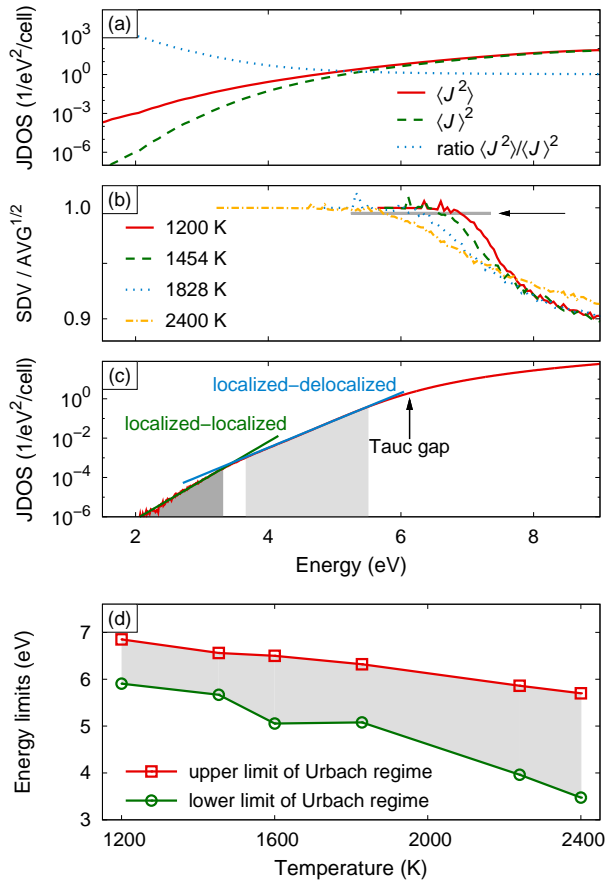 (a)
JDOS (1/eV²/cell)
10³
10⁰
10⁻³
10⁻⁶
⟨J²⟩
⟨J⟩²
ratio ⟨J²⟩/⟨J⟩²
(b)
SDV / AVG^1/2
1.0
0.9
1200 K
1454 K
1828 K
2400 K
(c)
JDOS (1/eV²/cell)
10⁰
10⁻²
10⁻⁴
10⁻⁶
localized–delocalized
localized–localized
Tauc gap
2 4 6 8
Energy (eV)
(d)
Energy limits (eV)
7
6
5
4
3
upper limit of Urbach regime
lower limit of Urbach regime
1200 1600 2000 2400
Temperature (K)